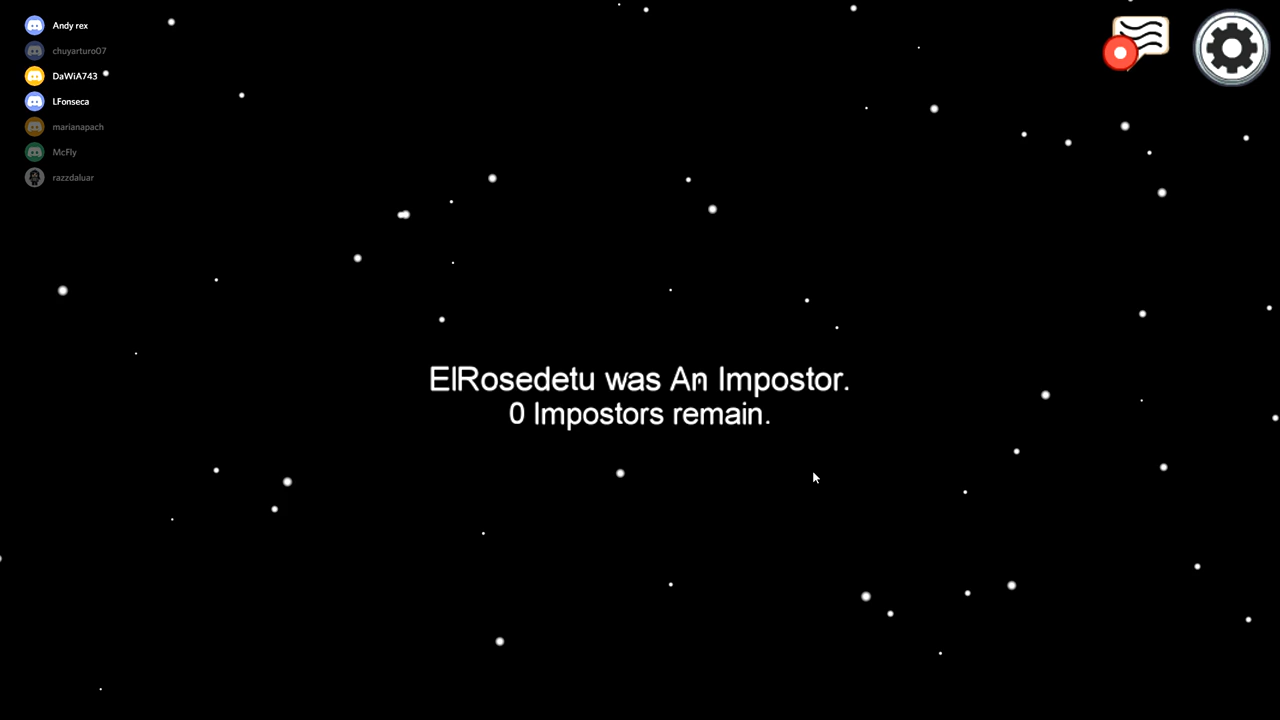 Andy rex
chuyarturo07
DaWiA743
LFonseca
marianapach
McFly
razzdaluar
ElRosedetu was An Impostor.
0 Impostors remain.